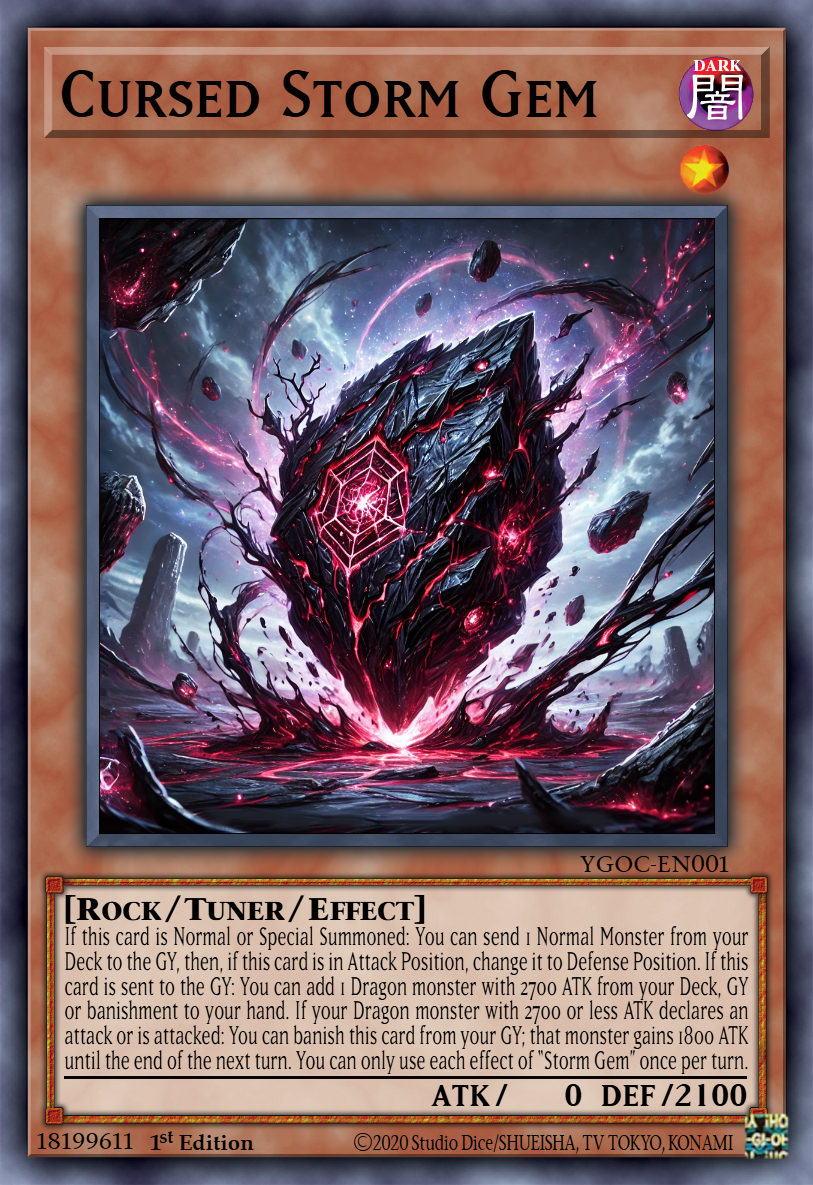 Cursed Storm Gem
DARK
闇
YGOC-EN001
[Rock/Tuner/Effect]
If this card is Normal or Special Summoned: You can send 1 Normal Monster from your
Deck to the GY, then, if this card is in Attack Position, change it to Defense Position. If this
card is sent to the GY: You can add 1 Dragon monster with 2700 ATK from your Deck, GY
or banishment to your hand. If your Dragon monster with 2700 or less ATK declares an
attack or is attacked: You can banish this card from your GY; that monster gains 1800 ATK
until the end of the next turn. You can only use each effect of "Storm Gem" once per turn.
ATK/ 0 DEF/2100
18199611 1st Edition ©2020 Studio Dice/SHUEISHA, TV TOKYO, KONAMI